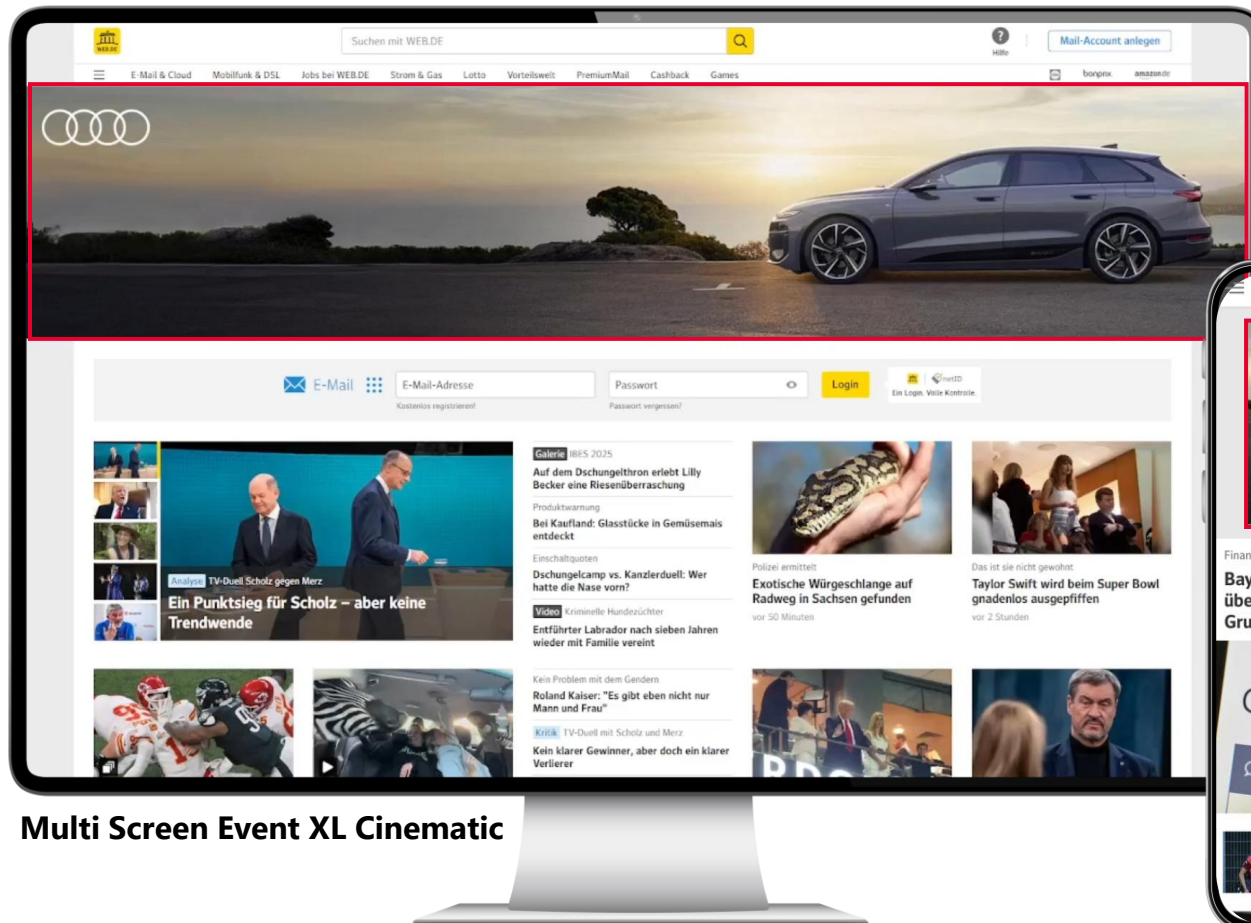 WEB.DE
Suchen mit WEB.DE
?
Hilfe
Mail-Account anlegen
E-Mail & Cloud
Mobilfunk & DSL
Jobs bei WEB.DE
Strom & Gas
Lotto
Vorteilswelt
PremiumMail
Cashback
Games
bonprix
amazon.de
E-Mail
E-Mail-Adresse
Passwort
Login
netID
Ein Login. Volle Kontrolle.
Kostenlos registrieren!
Passwort vergessen?
Analyse TV-Duell Scholz gegen Merz
Ein Punktsieg für Scholz – aber keine
Trendwende
Galerie IBES 2025
Auf dem Dschungelthron erlebt Lilly
Becker eine Riesenüberraschung
Produktwarnung
Bei Kaufland: Glasstücke in Gemüsemais
entdeckt
Einschaltquoten
Dschungelcamp vs. Kanzlerduell: Wer
hatte die Nase vorn?
Video Kriminelle Hundezüchter
Entführter Labrador nach sieben Jahren
wieder mit Familie vereint
Polizei ermittelt
Exotische Würgeschlange auf
Radweg in Sachsen gefunden
vor 50 Minuten
Das ist sie nicht gewohnt
Taylor Swift wird beim Super Bowl
gnadenlos ausgepfiffen
vor 2 Stunden
Kein Problem mit dem Gendern
Roland Kaiser: "Es gibt eben nicht nur
Mann und Frau"
Kritik TV-Duell mit Scholz und Merz
Kein klarer Gewinner, aber doch ein klarer
Verlierer
Finan
Bay
übe
Gru
Multi Screen Event XL Cinematic